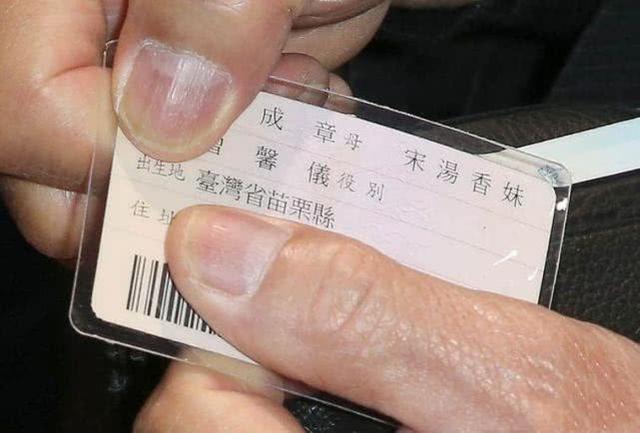 成章 母 宋湯香妹
馨儀 役別
出生地 臺灣省苗栗縣
住址